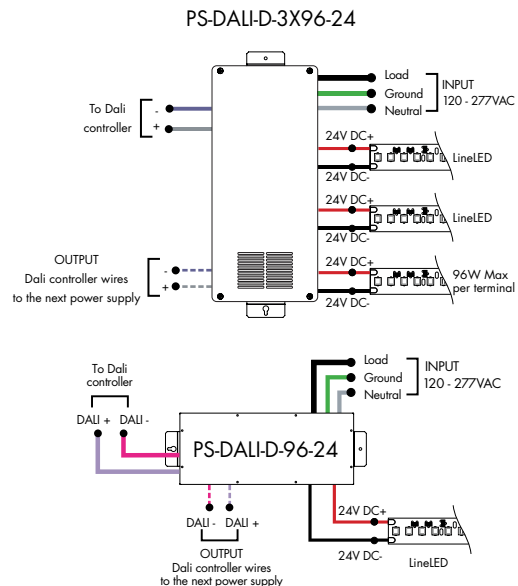 PS-DALI-D-3X96-24
Load
Ground
Neutral
INPUT
120 - 277VAC
To Dali
controller
-
+
24V DC+
24V DC-
LineLED
24V DC+
24V DC-
LineLED
OUTPUT
Dali controller wires
to the next power supply
-
+
24V DC+
24V DC-
96W Max
per terminal
To Dali
controller
DALI +
DALI -
Load
Ground
Neutral
INPUT
120 - 277VAC
PS-DALI-D-96-24
DALI -
DALI +
OUTPUT
Dali controller wires
to the next power supply
24V DC+
24V DC-
LineLED